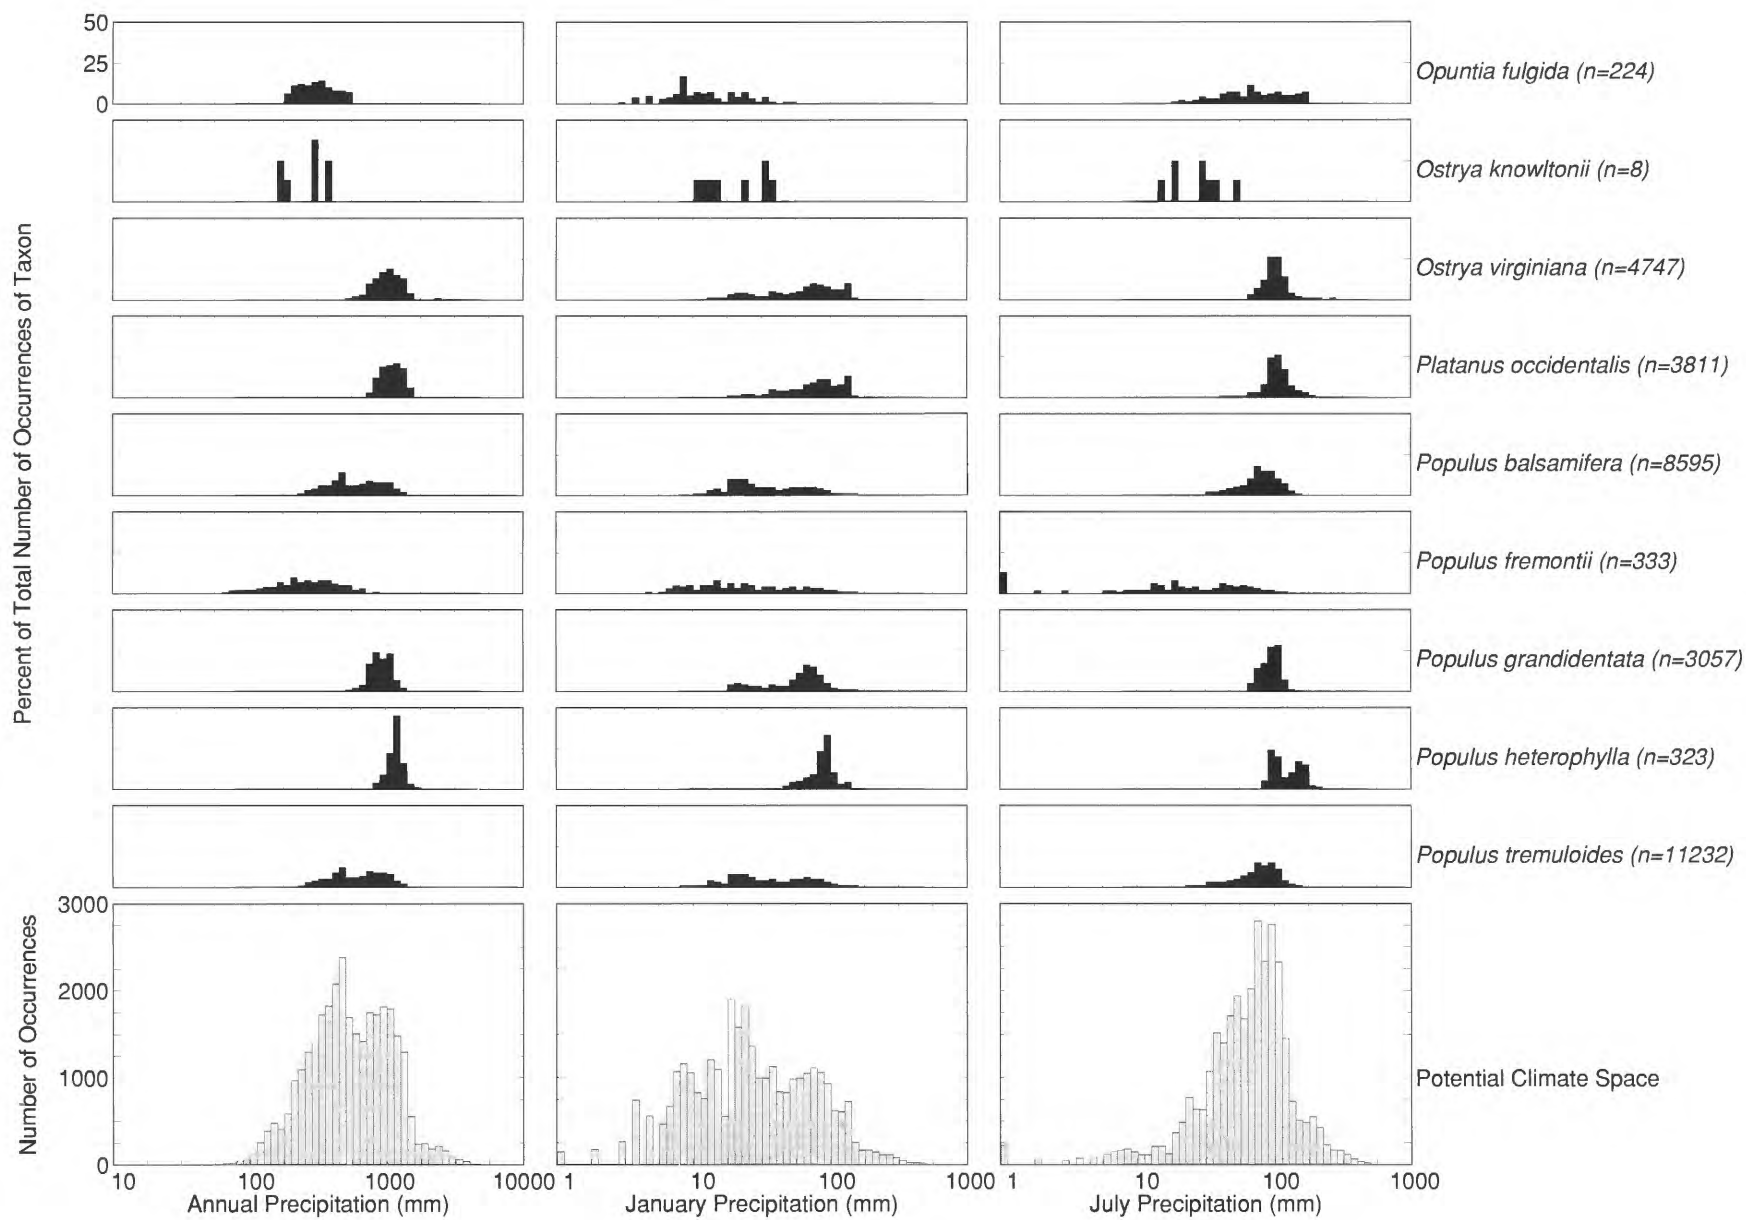 50
25
0
Opuntia fulgida (n=224)
Ostrya knowltonii (n=8)
Ostrya virginiana (n=4747)
Platanus occidentalis (n=3811)
Populus balsamifera (n=8595)
Populus fremontii (n=333)
Populus grandidentata (n=3057)
Populus heterophylla (n=323)
Populus tremuloides (n=11232)
Percent of Total Number of Occurrences of Taxon
3000
2000
1000
0
Number of Occurrences
Potential Climate Space
10 100 1000 10000
1 10 100 1000
1 10 100 1000
Annual Precipitation (mm)
January Precipitation (mm)
July Precipitation (mm)